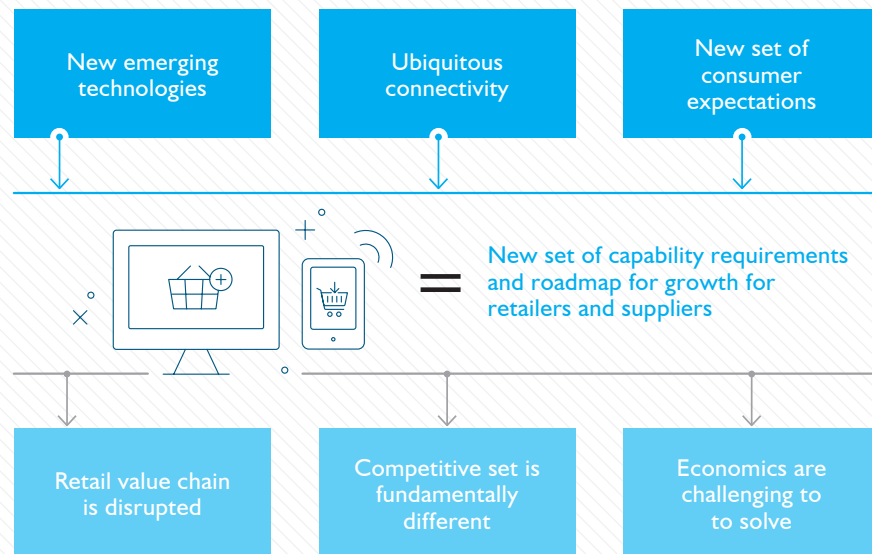 New emerging
technologies
Ubiquitous
connectivity
New set of
consumer
expectations
=
New set of capability requirements
and roadmap for growth for
retailers and suppliers
Retail value chain
is disrupted
Competitive set is
fundamentally
different
Economics are
challenging to
to solve